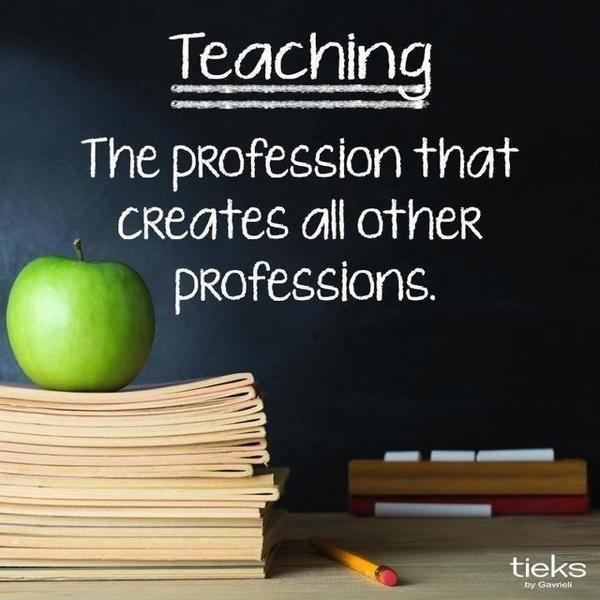 Teaching
The profession that
creates all other
professions.
tieks
by Gavrieli